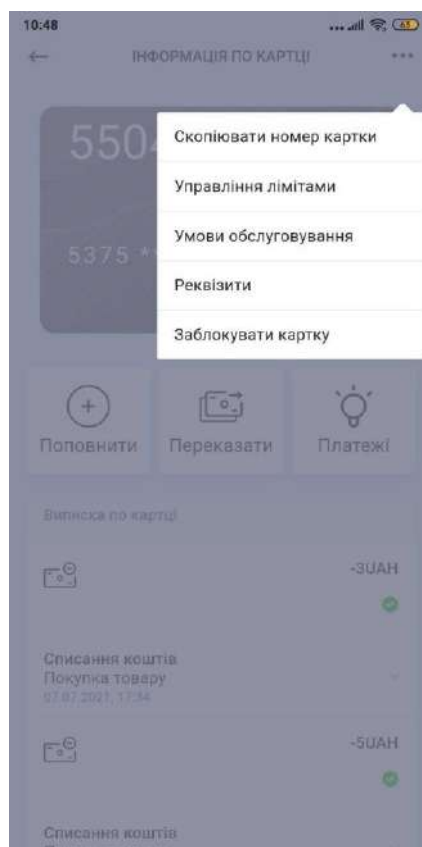 10:48
65
ІНФОРМАЦІЯ ПО КАРТЦІ
Скопіювати номер картки
Управління лімітами
Умови обслуговування
Реквізити
Заблокувати картку
550
5375 *
Поповнити
Переказати
Платежі
Виписка по картці
-3UAH
Списання коштів
Покупка товару
07.07.2021, 17:34
-5UAH
Списання коштів